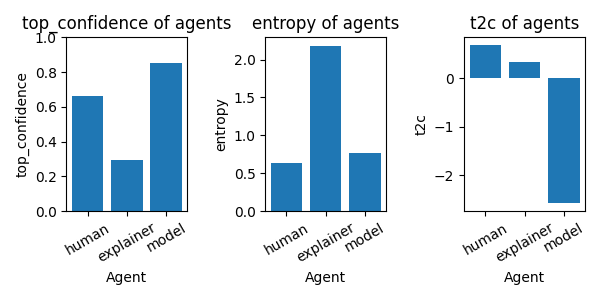 top_confidence of agents
top_confidence
1.0
0.8
0.6
0.4
0.2
0.0
human
explainer
model
Agent
entropy of agents
entropy
2.0
1.5
1.0
0.5
0.0
human
explainer
model
Agent
t2c of agents
t2c
0
−1
−2
human
explainer
model
Agent